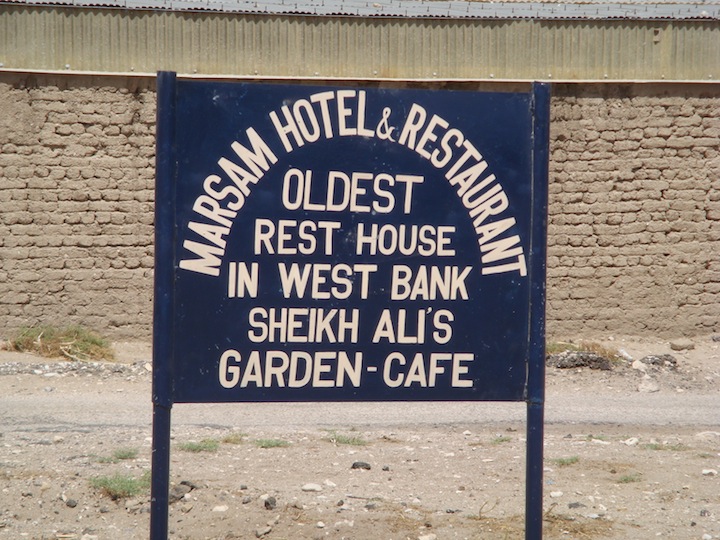 MARSAM HOTEL & RESTAURANT
OLDEST
REST HOUSE
IN WEST BANK
SHEIKH ALI'S
GARDEN-CAFE